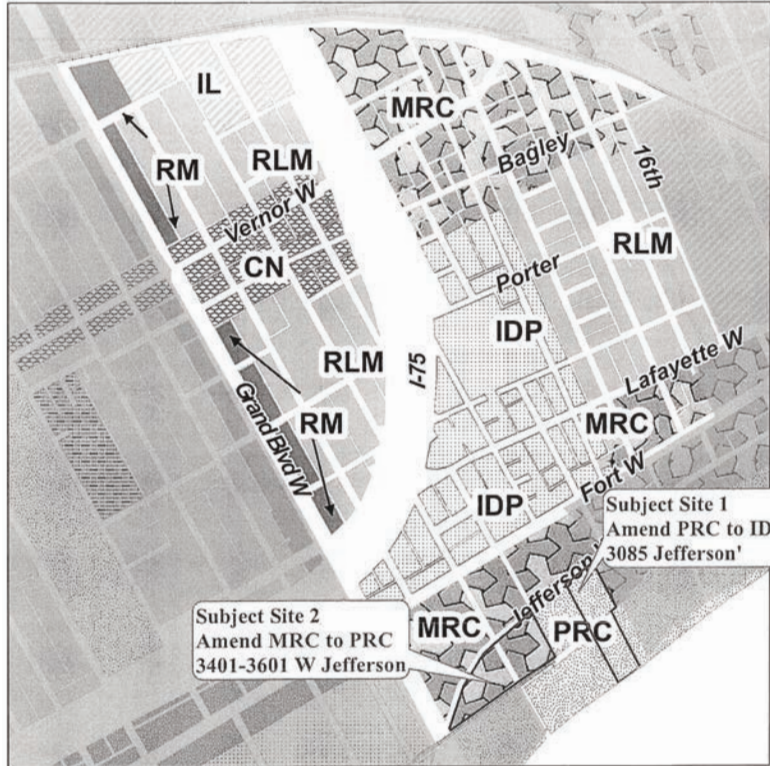 IL
MRC
RM
RLM
Bagley
16th
Vernor W
CN
RLM
Porter
IDP
RLM
I-75
Lafayette W
RM
Grand Blvd W
MRC
Fort W
IDP
Subject Site 1
Amend PRC to ID
3085 Jefferson'
Jefferson
Subject Site 2
Amend MRC to PRC
3401-3601 W Jefferson
MRC
PRC